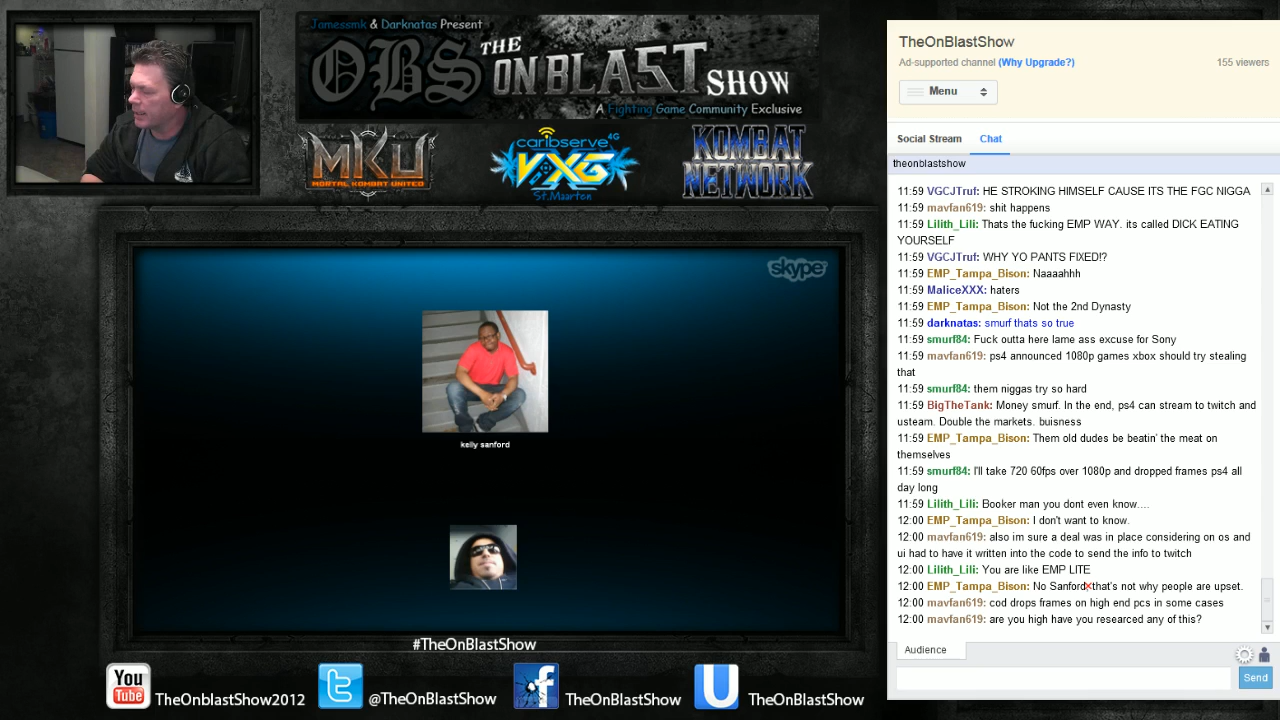 Jamessmk & Darknatas Present
OBS THE ON BLAST SHOW
A Fighting Game Community Exclusive
MKU
MORTAL KOMBAT UNITED
caribserve 4G
VXG
St.Maarten
KOMBAT
NETWORK
skype
kelly sanford
#TheOnBlastShow
You
Tube
TheOnblastShow2012
@TheOnBlastShow
TheOnBlastShow
TheOnBlastShow
TheOnBlastShow
Ad-supported channel (Why Upgrade?)
155 viewers
Menu
Social Stream
Chat
theonblastshow
11:59 VGCJTruf: HE STROKING HIMSELF CAUSE ITS THE FGC NIGGA
11:59 mavfan619: shit happens
11:59 Lilith_Lili: Thats the fucking EMP WAY. its called DICK EATING
YOURSELF
11:59 VGCJTruf: WHY YO PANTS FIXED!?
11:59 EMP_Tampa_Bison: Naaaahhh
11:59 MaliceXXX: haters
11:59 EMP_Tampa_Bison: Not the 2nd Dynasty
11:59 darknatas: smurf thats so true
11:59 smurf84: Fuck outta here lame ass excuse for Sony
11:59 mavfan619: ps4 announced 1080p games xbox should try stealing
that
11:59 smurf84: them niggas try so hard
11:59 BigTheTank: Money smurf. In the end, ps4 can stream to twitch and
usteam. Double the markets. buisness
11:59 EMP_Tampa_Bison: Them old dudes be beatin' the meat on
themselves
11:59 smurf84: I'll take 720 60fps over 1080p and dropped frames ps4 all
day long
11:59 Lilith_Lili: Booker man you dont even know....
12:00 EMP_Tampa_Bison: I don't want to know.
12:00 mavfan619: also im sure a deal was in place considering on os and
ui had to have it written into the code to send the info to twitch
12:00 Lilith_Lili: You are like EMP LITE
12:00 EMP_Tampa_Bison: No Sanford that's not why people are upset.
12:00 mavfan619: cod drops frames on high end pcs in some cases
12:00 mavfan619: are you high have you researced any of this?
Audience
Send